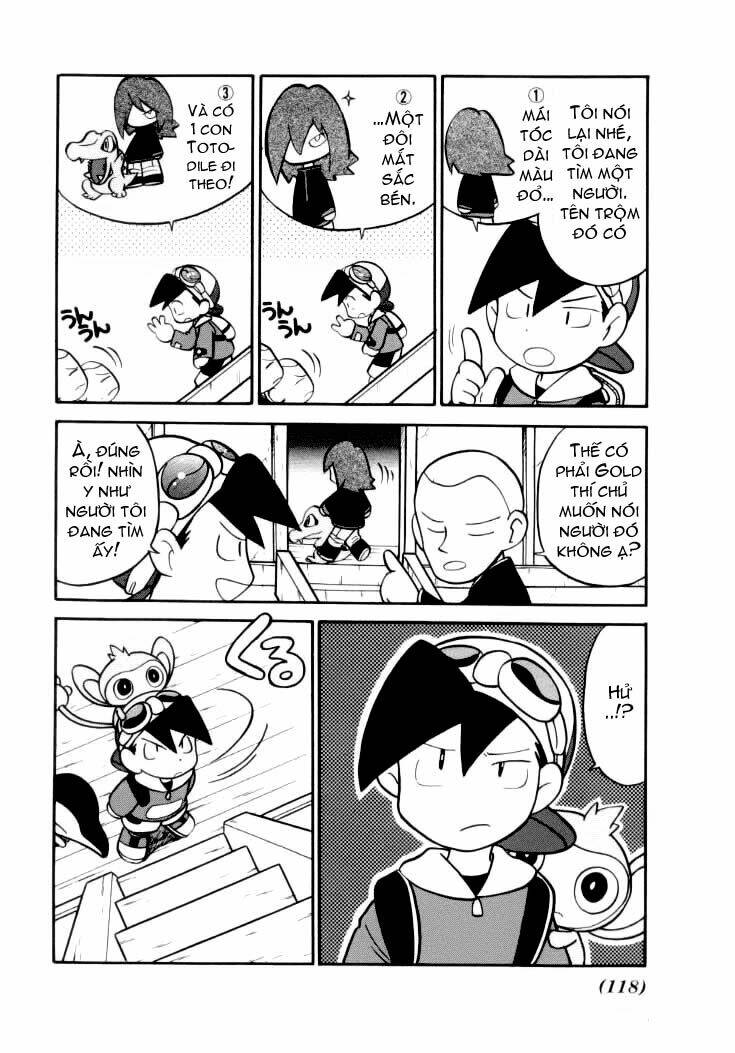 TÔI NÓI
LẠI NHÉ,
TÔI ĐANG
TÌM MỘT
NGƯỜI.
TÊN TRỘM
ĐÓ CÓ
①
MÁI
TÓC
DÀI
MÀU
ĐỎ...
②
...MỘT
ĐÔI
MẮT
SẮC
BÉN.
③
VÀ CÓ
1 CON
TOTO-
DILE ĐI
THEO!
うんうん
うんうん
THẾ CÓ
PHẢI GOLD
THÍ CHỦ
MUỐN NÓI
NGƯỜI ĐÓ
KHÔNG Ạ?
À, ĐÚNG
RỒI! NHÌN
Y NHƯ
NGƯỜI TÔI
ĐANG TÌM
ẤY!
HỬ
..!?
くるっ
(118)